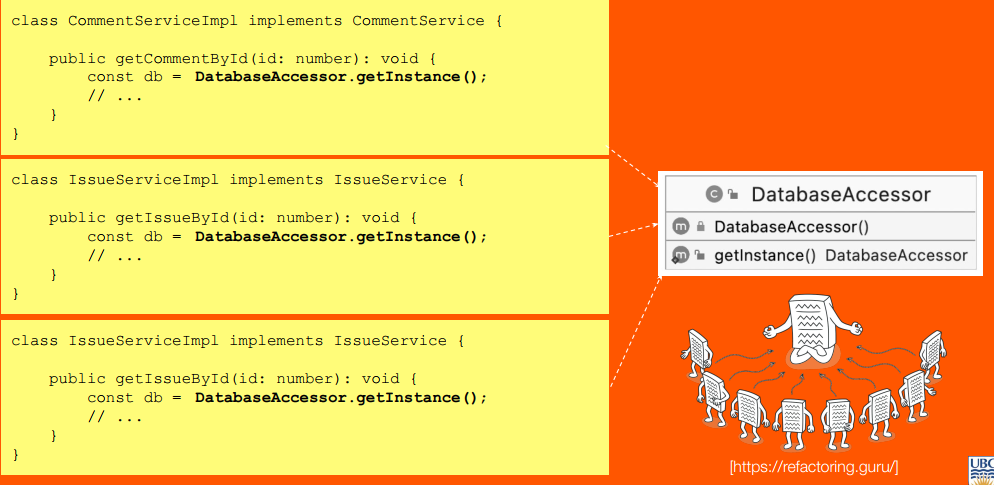 class CommentServiceImpl implements CommentService {
public getCommentById(id: number): void {
const db = DatabaseAccessor.getInstance();
// ...
}
}
class IssueServiceImpl implements IssueService {
public getIssueById(id: number): void {
const db = DatabaseAccessor.getInstance();
// ...
}
}
class IssueServiceImpl implements IssueService {
public getIssueById(id: number): void {
const db = DatabaseAccessor.getInstance();
// ...
}
}
C DatabaseAccessor
m DatabaseAccessor()
m getInstance() DatabaseAccessor
[https://refactoring.guru/]
UBC